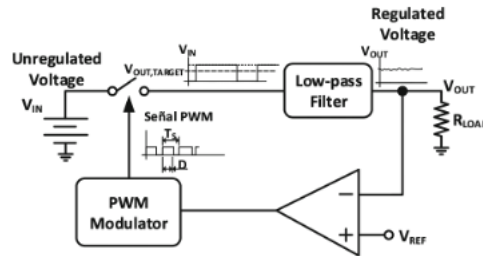 Regulated
Voltage
Unregulated
Voltage
V_IN
V_OUT,TARGET
V_IN
Low-pass
Filter
V_OUT
V_OUT
R_LOAD
Señal PWM
T_S
D
PWM
Modulator
−
+
V_REF